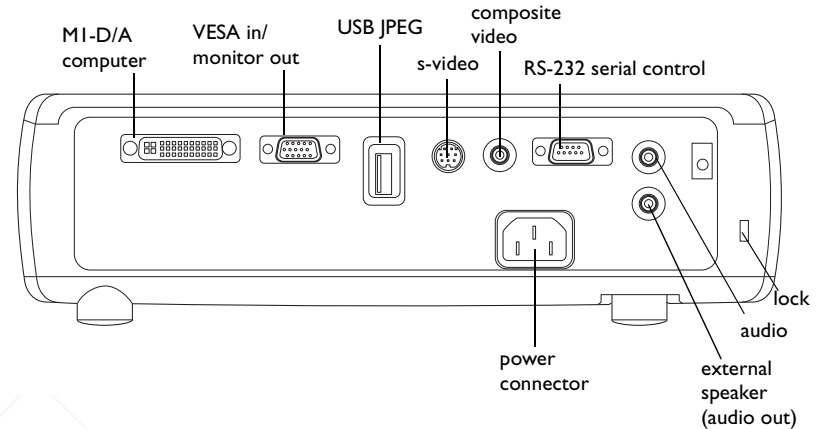 M1-D/A
computer
VESA in/
monitor out
USB JPEG
s-video
composite
video
RS-232 serial control
lock
audio
power
connector
external
speaker
(audio out)